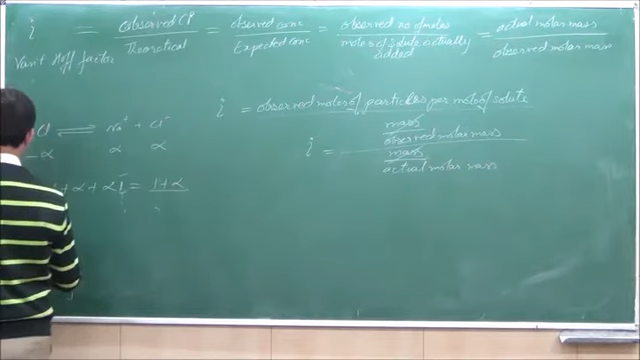 i = observed CP / Theoretical = observed conc / Expected conc = observed no of moles / moles of solute actually added = actual molar mass / observed molar mass
Van't Hoff factor
i = observed moles of particles per mole of solute
Cl ⇌ Na⁺ + Cl⁻
i = mass / observed molar mass / mass / actual molar mass
- α α α
+ α + α = 1 + α